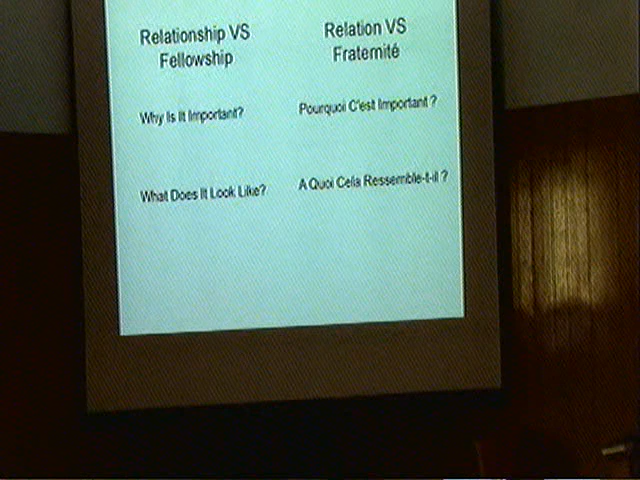 Relationship VS
Fellowship
Why Is It Important?
What Does It Look Like?
Relation VS
Fraternité
Pourquoi C'est Important ?
A Quoi Cela Ressemble-t-il ?